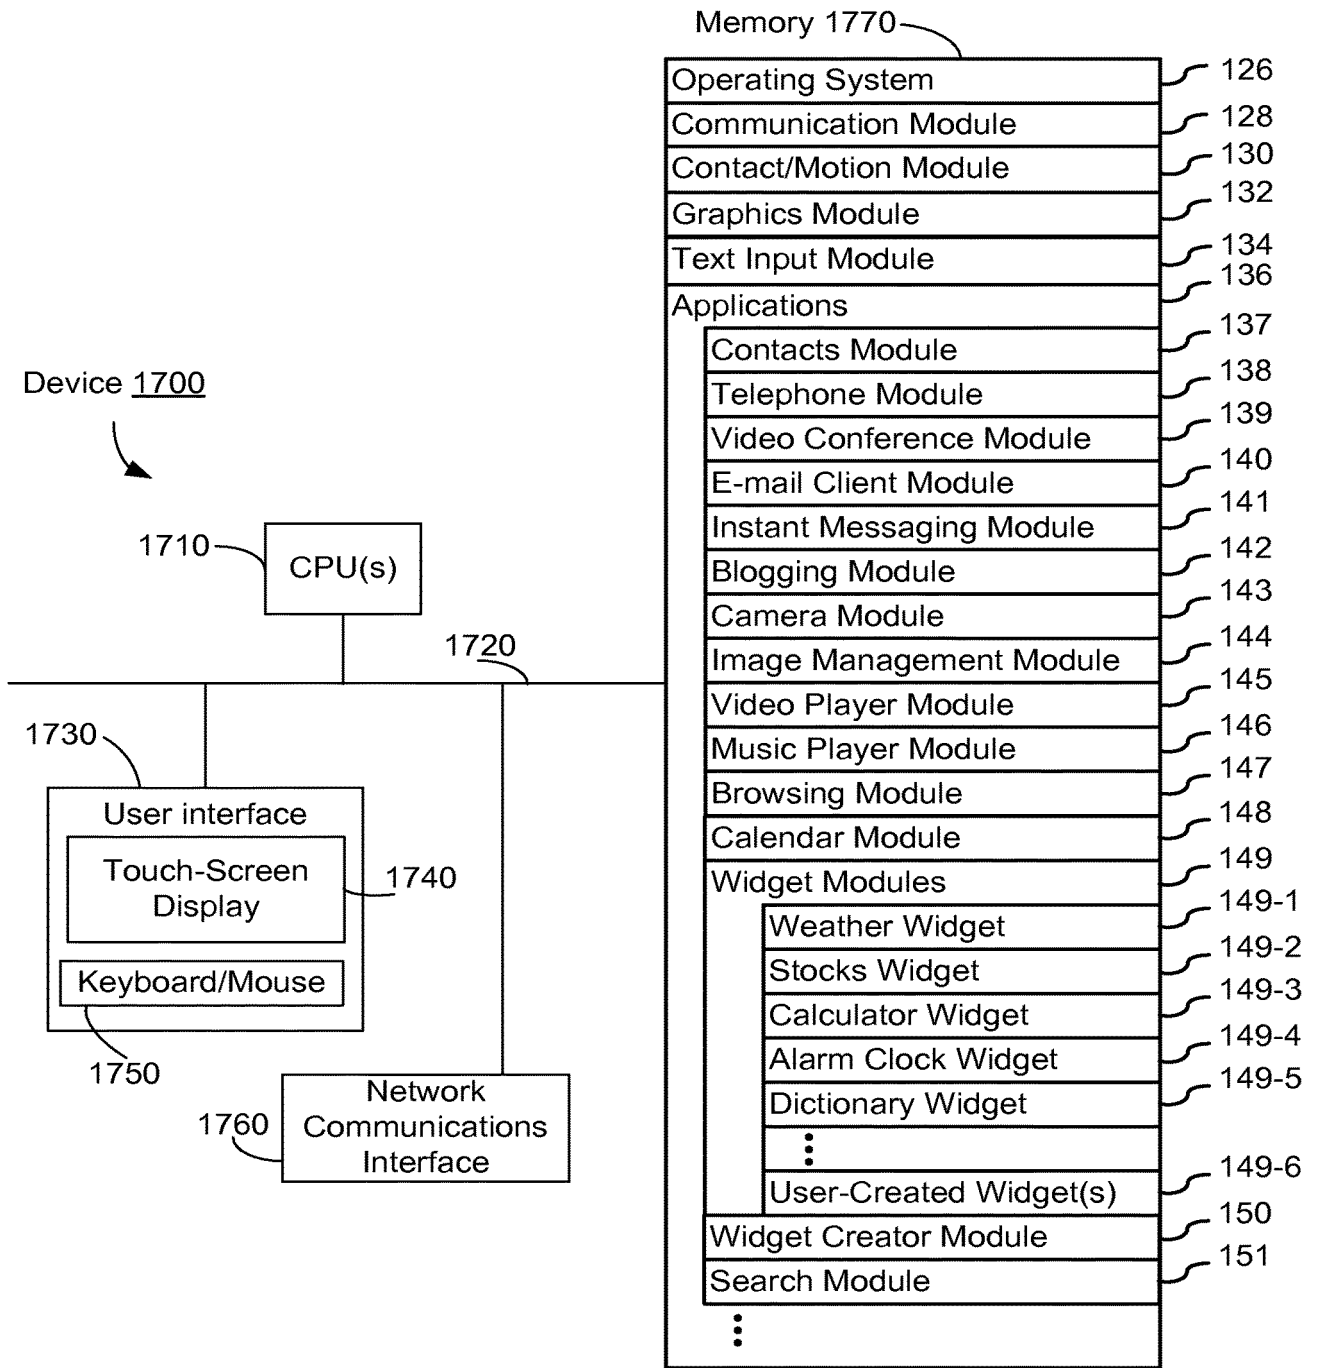 Memory 1770
Operating System 126
Communication Module 128
Contact/Motion Module 130
Graphics Module 132
Text Input Module 134
Applications 136
Contacts Module 137
Telephone Module 138
Video Conference Module 139
E-mail Client Module 140
Instant Messaging Module 141
Blogging Module 142
Camera Module 143
Image Management Module 144
Video Player Module 145
Music Player Module 146
Browsing Module 147
Calendar Module 148
Widget Modules 149
Weather Widget 149-1
Stocks Widget 149-2
Calculator Widget 149-3
Alarm Clock Widget 149-4
Dictionary Widget 149-5
User-Created Widget(s) 149-6
Widget Creator Module 150
Search Module 151
Device 1700
1710
CPU(s)
1720
1730
User interface
Touch-Screen
Display
1740
Keyboard/Mouse
1750
1760
Network
Communications
Interface